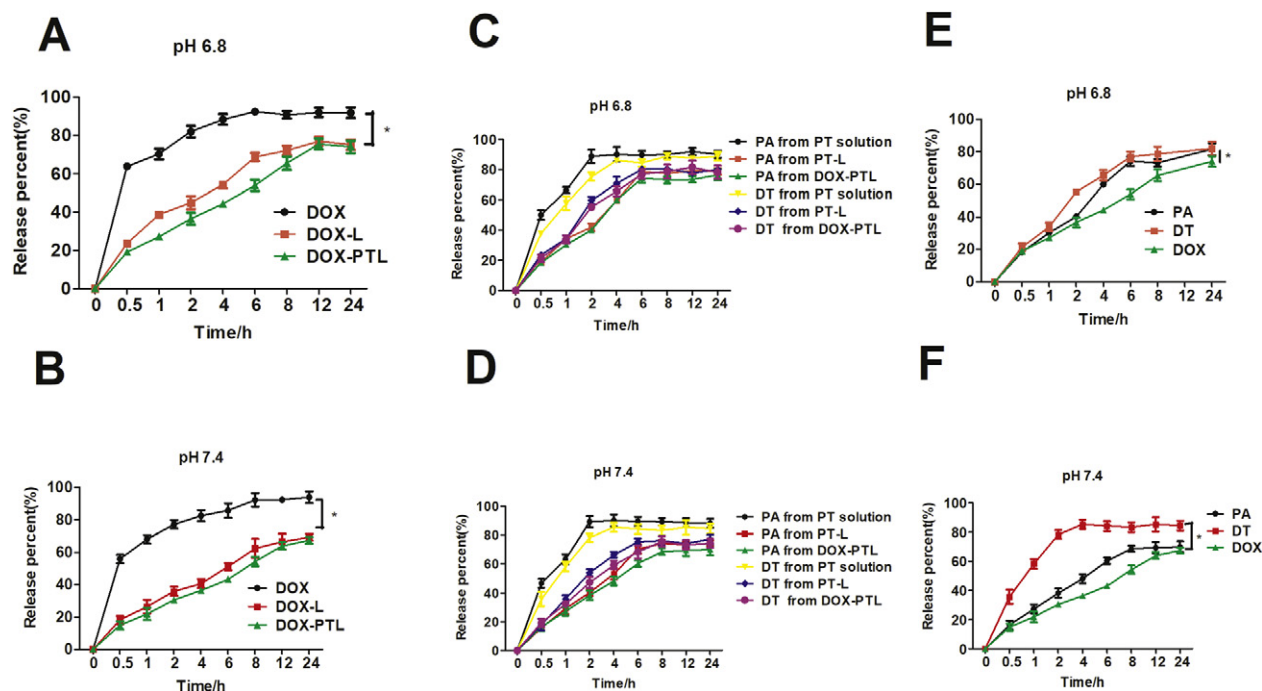 A
pH 6.8
Release percent(%)
100
80
60
40
20
0
*
DOX
DOX-L
DOX-PTL
0 0.5 1 2 4 6 8 12 24
Time/h
B
pH 7.4
Release percent(%)
100
80
60
40
20
0
*
DOX
DOX-L
DOX-PTL
0 0.5 1 2 4 6 8 12 24
Time/h
C
pH 6.8
Release percent(%)
100
80
60
40
20
0
PA from PT solution
PA from PT-L
PA from DOX-PTL
DT from PT solution
DT from PT-L
DT from DOX-PTL
0 0.5 1 2 4 6 8 12 24
Time/h
D
pH 7.4
Release percent(%)
100
80
60
40
20
0
PA from PT solution
PA from PT-L
PA from DOX-PTL
DT from PT solution
DT from PT-L
DT from DOX-PTL
0 0.5 1 2 4 6 8 12 24
Time/h
E
pH 6.8
Release percent(%)
100
80
60
40
20
0
*
PA
DT
DOX
0 0.5 1 2 4 6 8 12 24
Time/h
F
pH 7.4
Release percent(%)
100
80
60
40
20
0
*
PA
DT
DOX
0 0.5 1 2 4 6 8 12 24
Time/h